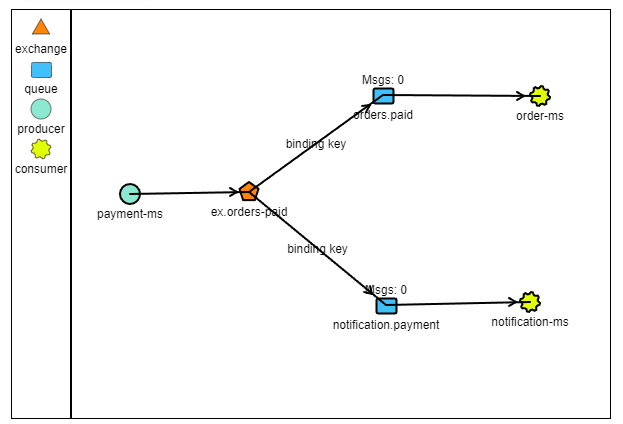 exchange
queue
producer
consumer
Msgs: 0
orders.paid
order-ms
binding key
payment-ms
ex.orders-paid
binding key
Msgs: 0
notification.payment
notification-ms